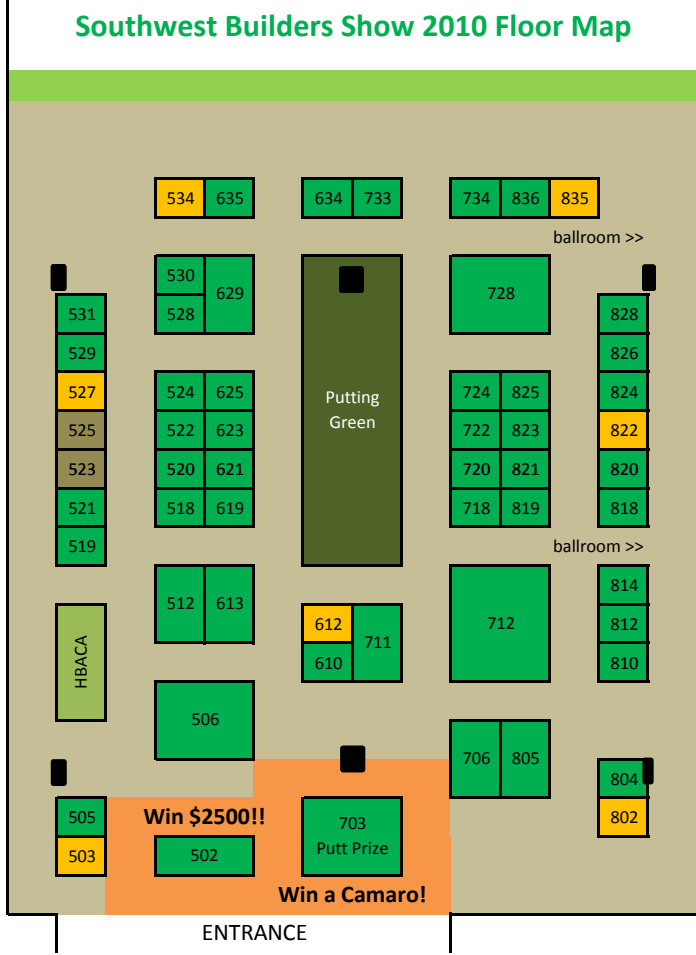 Southwest Builders Show 2010 Floor Map
534 635 634 733 734 836 835
ballroom >>
530
629
528
728
531
828
529
826
527 524 625 724 825 824
Putting
Green
525 522 623 722 823 822
523 520 621 720 821 820
521 518 619 718 819 818
519
ballroom >>
814
512 613
612
711
610
712
812
810
HBACA
506
706 805
804
505
Win $2500!!
703
Putt Prize
802
503
502
Win a Camaro!
ENTRANCE